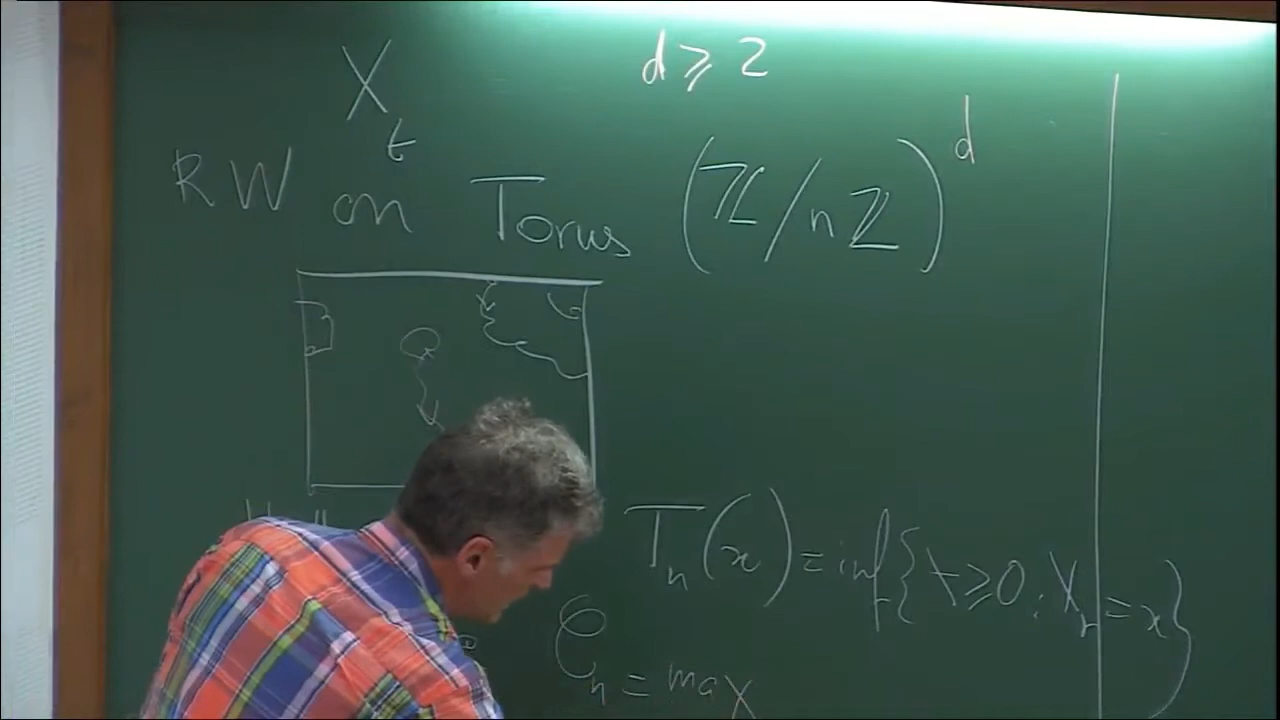 X_t
d ⩾ 2
RW on Torus (ℤ/nℤ)^d
T_n(x) = inf{t ⩾ 0 : X_t = x}
𝒞_n = max